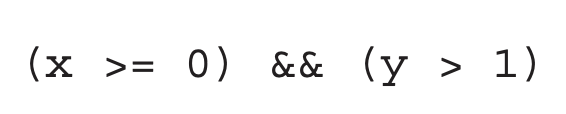 (x >= 0) && (y > 1)